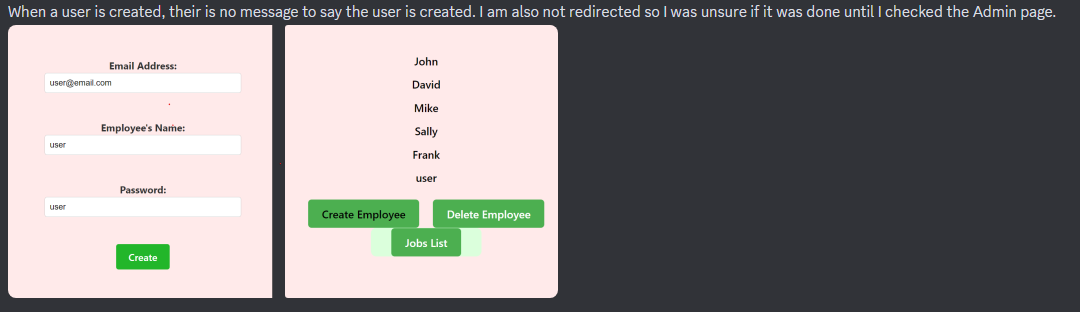 When a user is created, their is no message to say the user is created. I am also not redirected so I was unsure if it was done until I checked the Admin page.
Email Address:
user@email.com
Employee's Name:
user
Password:
user
Create
John
David
Mike
Sally
Frank
user
Create Employee Delete Employee
Jobs List